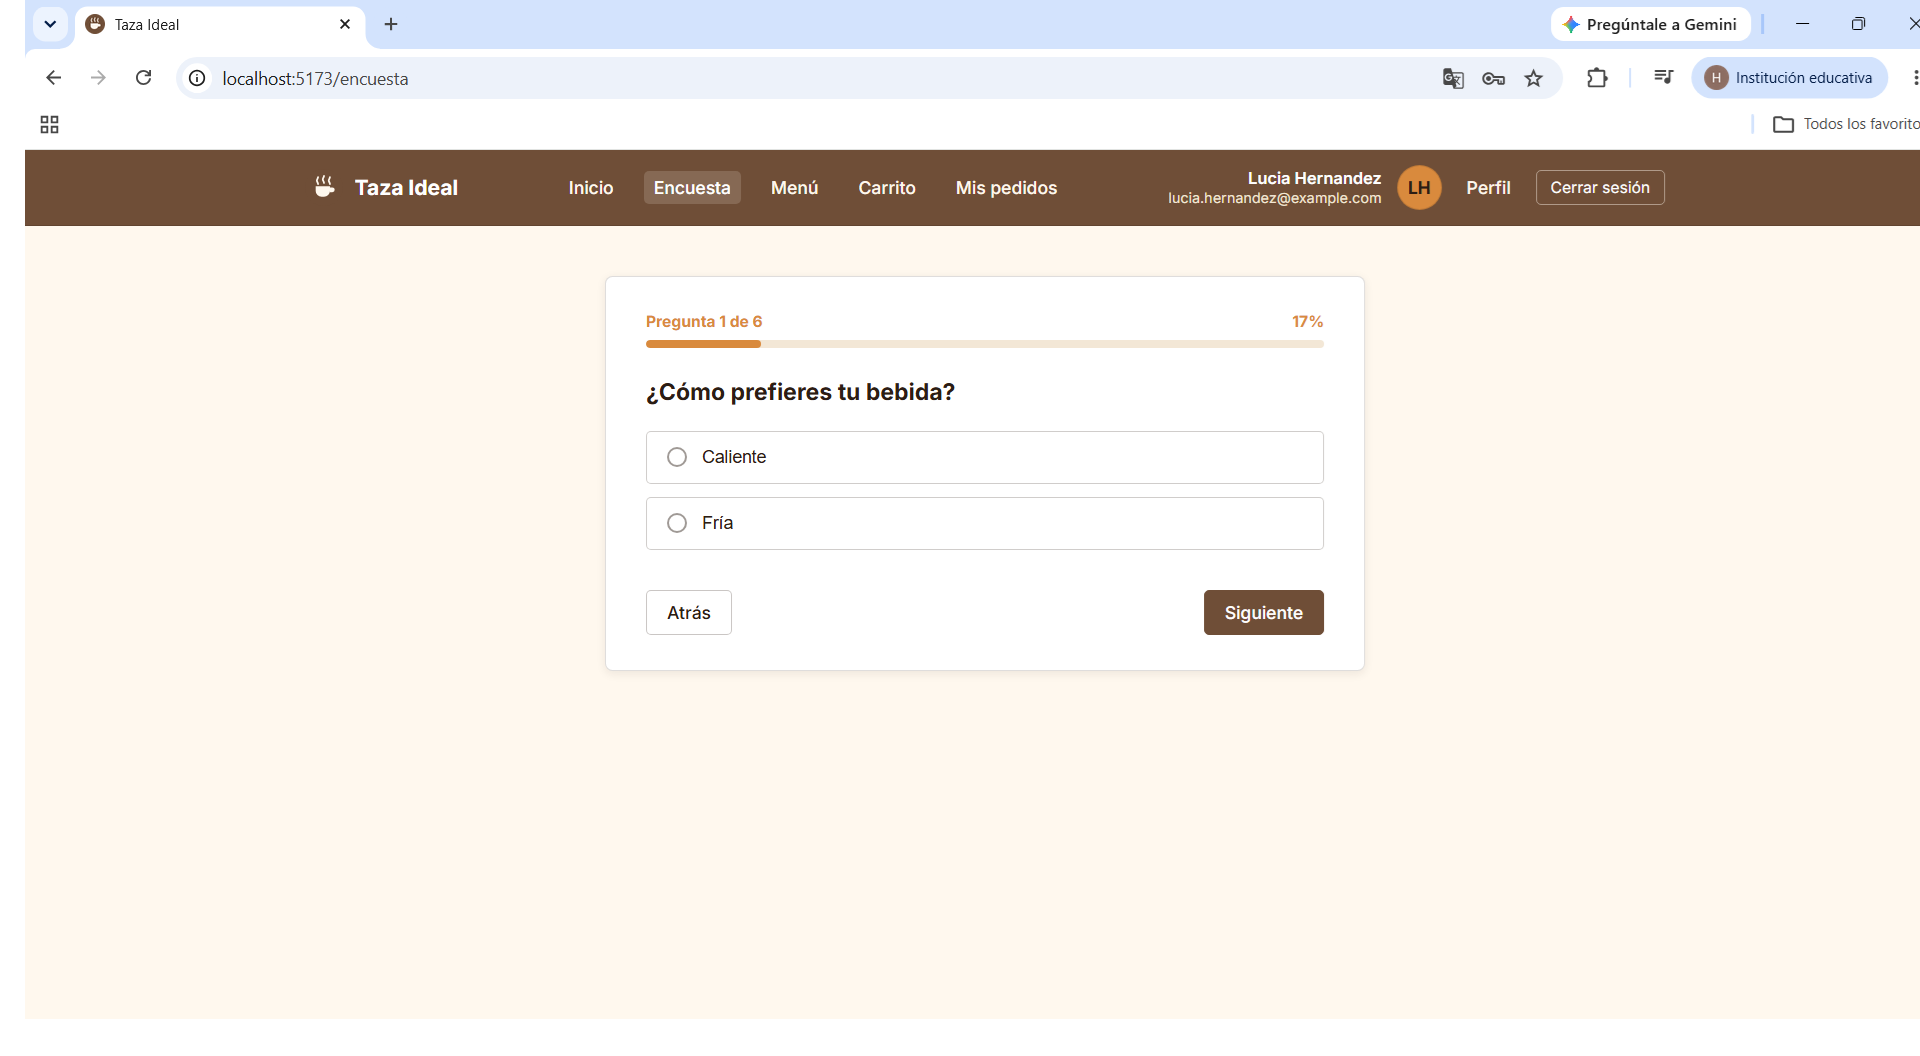 Taza Ideal
Pregúntale a Gemini
localhost:5173/encuesta
H Institución educativa
Todos los favorito
Taza Ideal Inicio Encuesta Menú Carrito Mis pedidos Lucia Hernandez LH Perfil Cerrar sesión
lucia.hernandez@example.com
Pregunta 1 de 6 17%
¿Cómo prefieres tu bebida?
Caliente
Fría
Atrás Siguiente